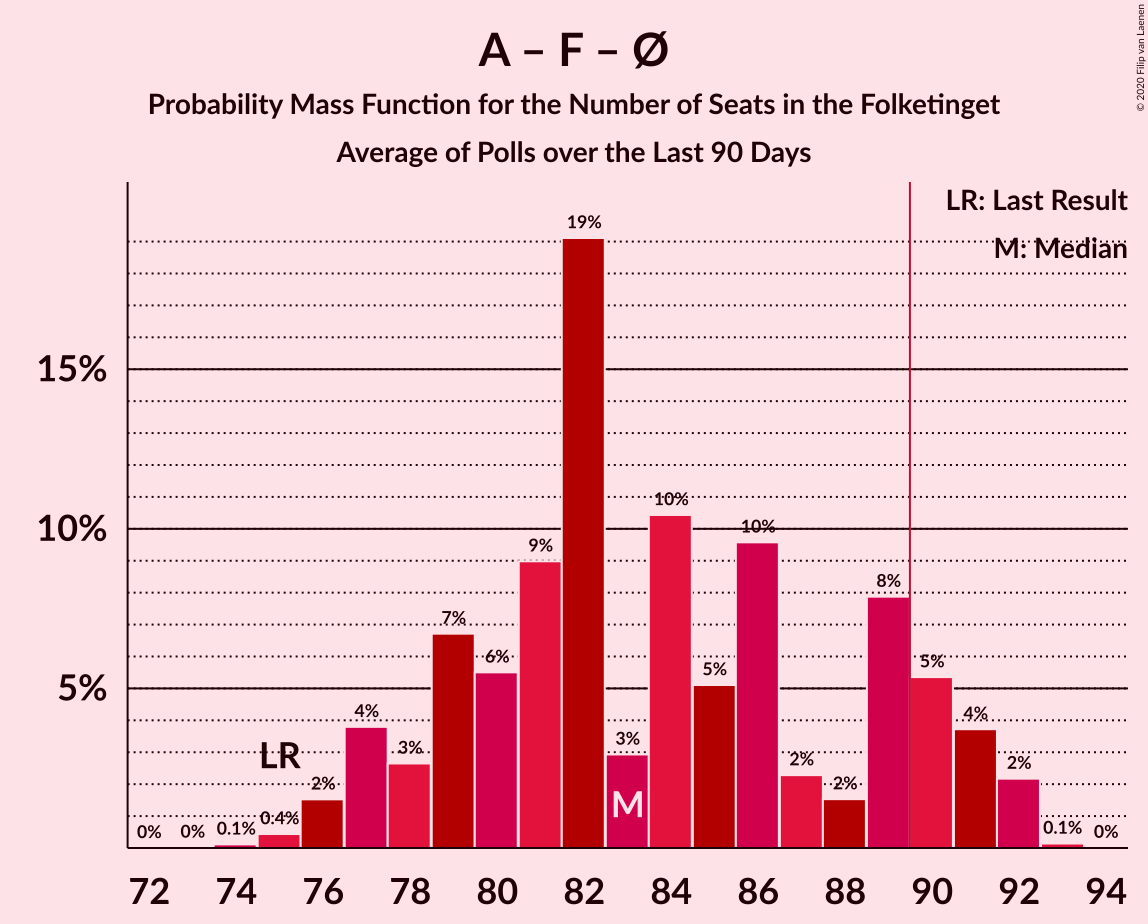 A – F – Ø
Probability Mass Function for the Number of Seats in the Folketinget
Average of Polls over the Last 90 Days
© 2020 Filip van Laenen
LR: Last Result
M: Median
15%
10%
5%
0%
0%
0.1%
0.4%
2%
4%
3%
7%
6%
9%
19%
3%
10%
5%
10%
2%
2%
8%
5%
4%
2%
0.1%
0%
LR
M
72 74 76 78 80 82 84 86 88 90 92 94